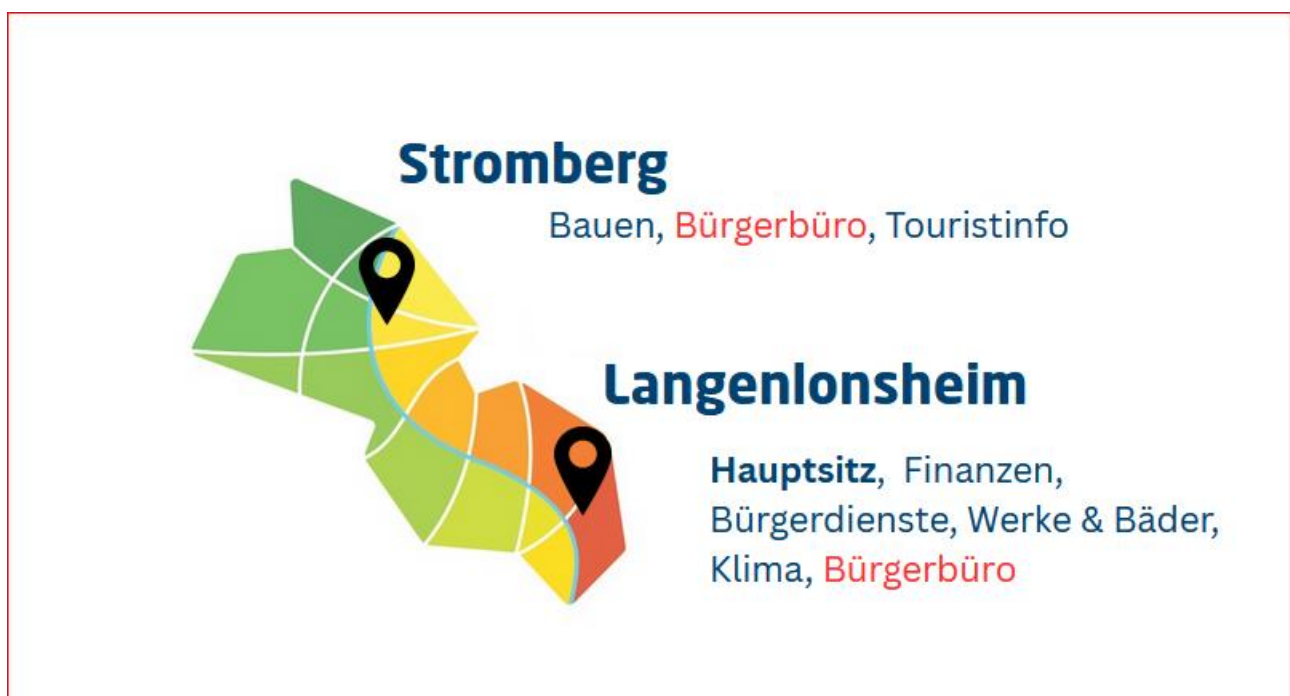 Stromberg
Bauen, Bürgerbüro, Touristinfo
Langenlonsheim
Hauptsitz, Finanzen,
Bürgerdienste, Werke & Bäder,
Klima, Bürgerbüro